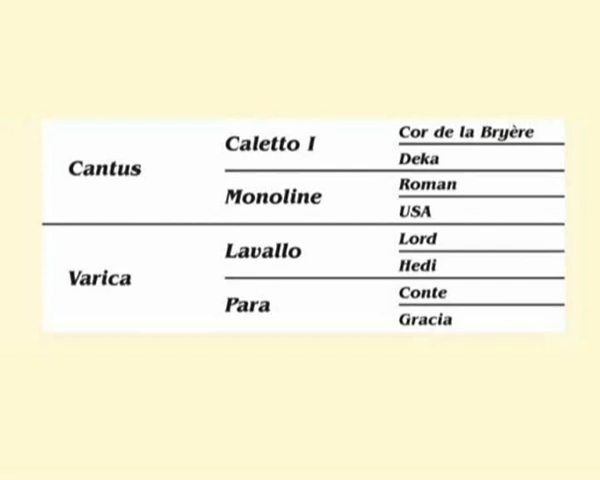 Cor de la Bryère
Caletto I
Deka
Cantus
Roman
Monoline
USA
Lord
Lavallo
Hedi
Varica
Conte
Para
Gracia